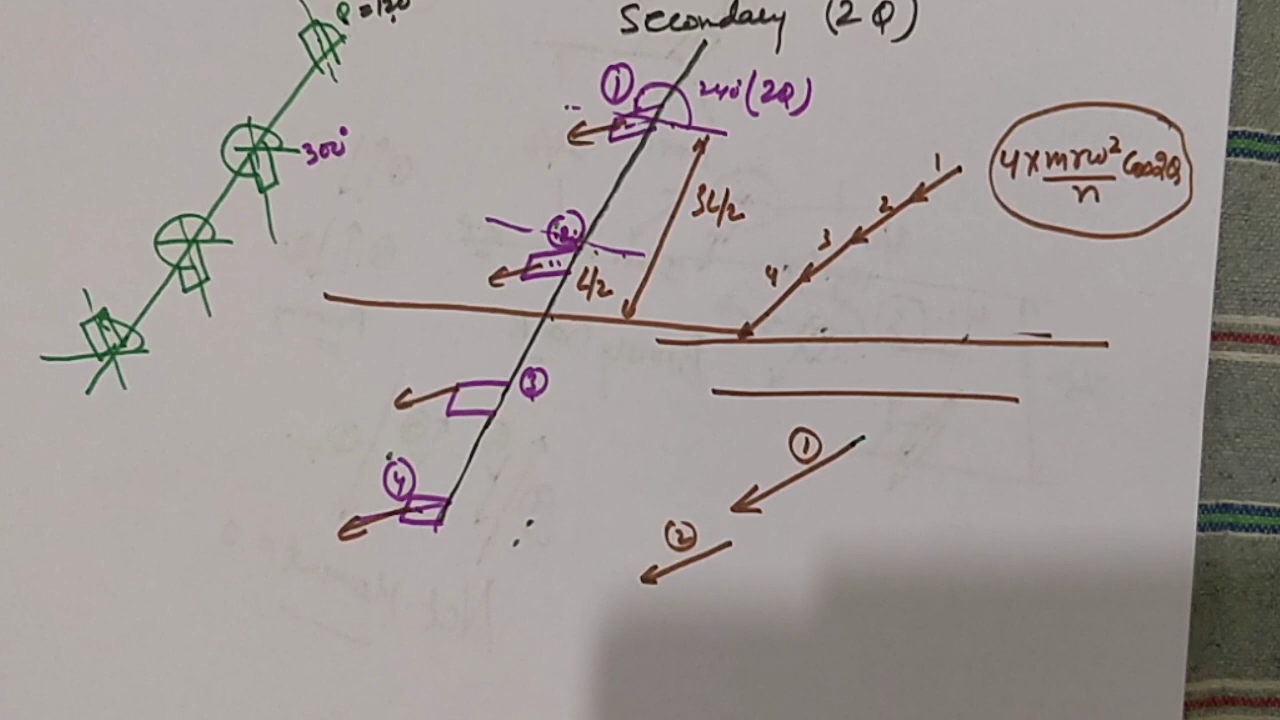 θ = 120
Secondary (2θ)
①
240° (2θ)
300°
3L/2
②
L/2
1
2
3
4
4 x mrω² Cos2θ
n
③
④
①
②